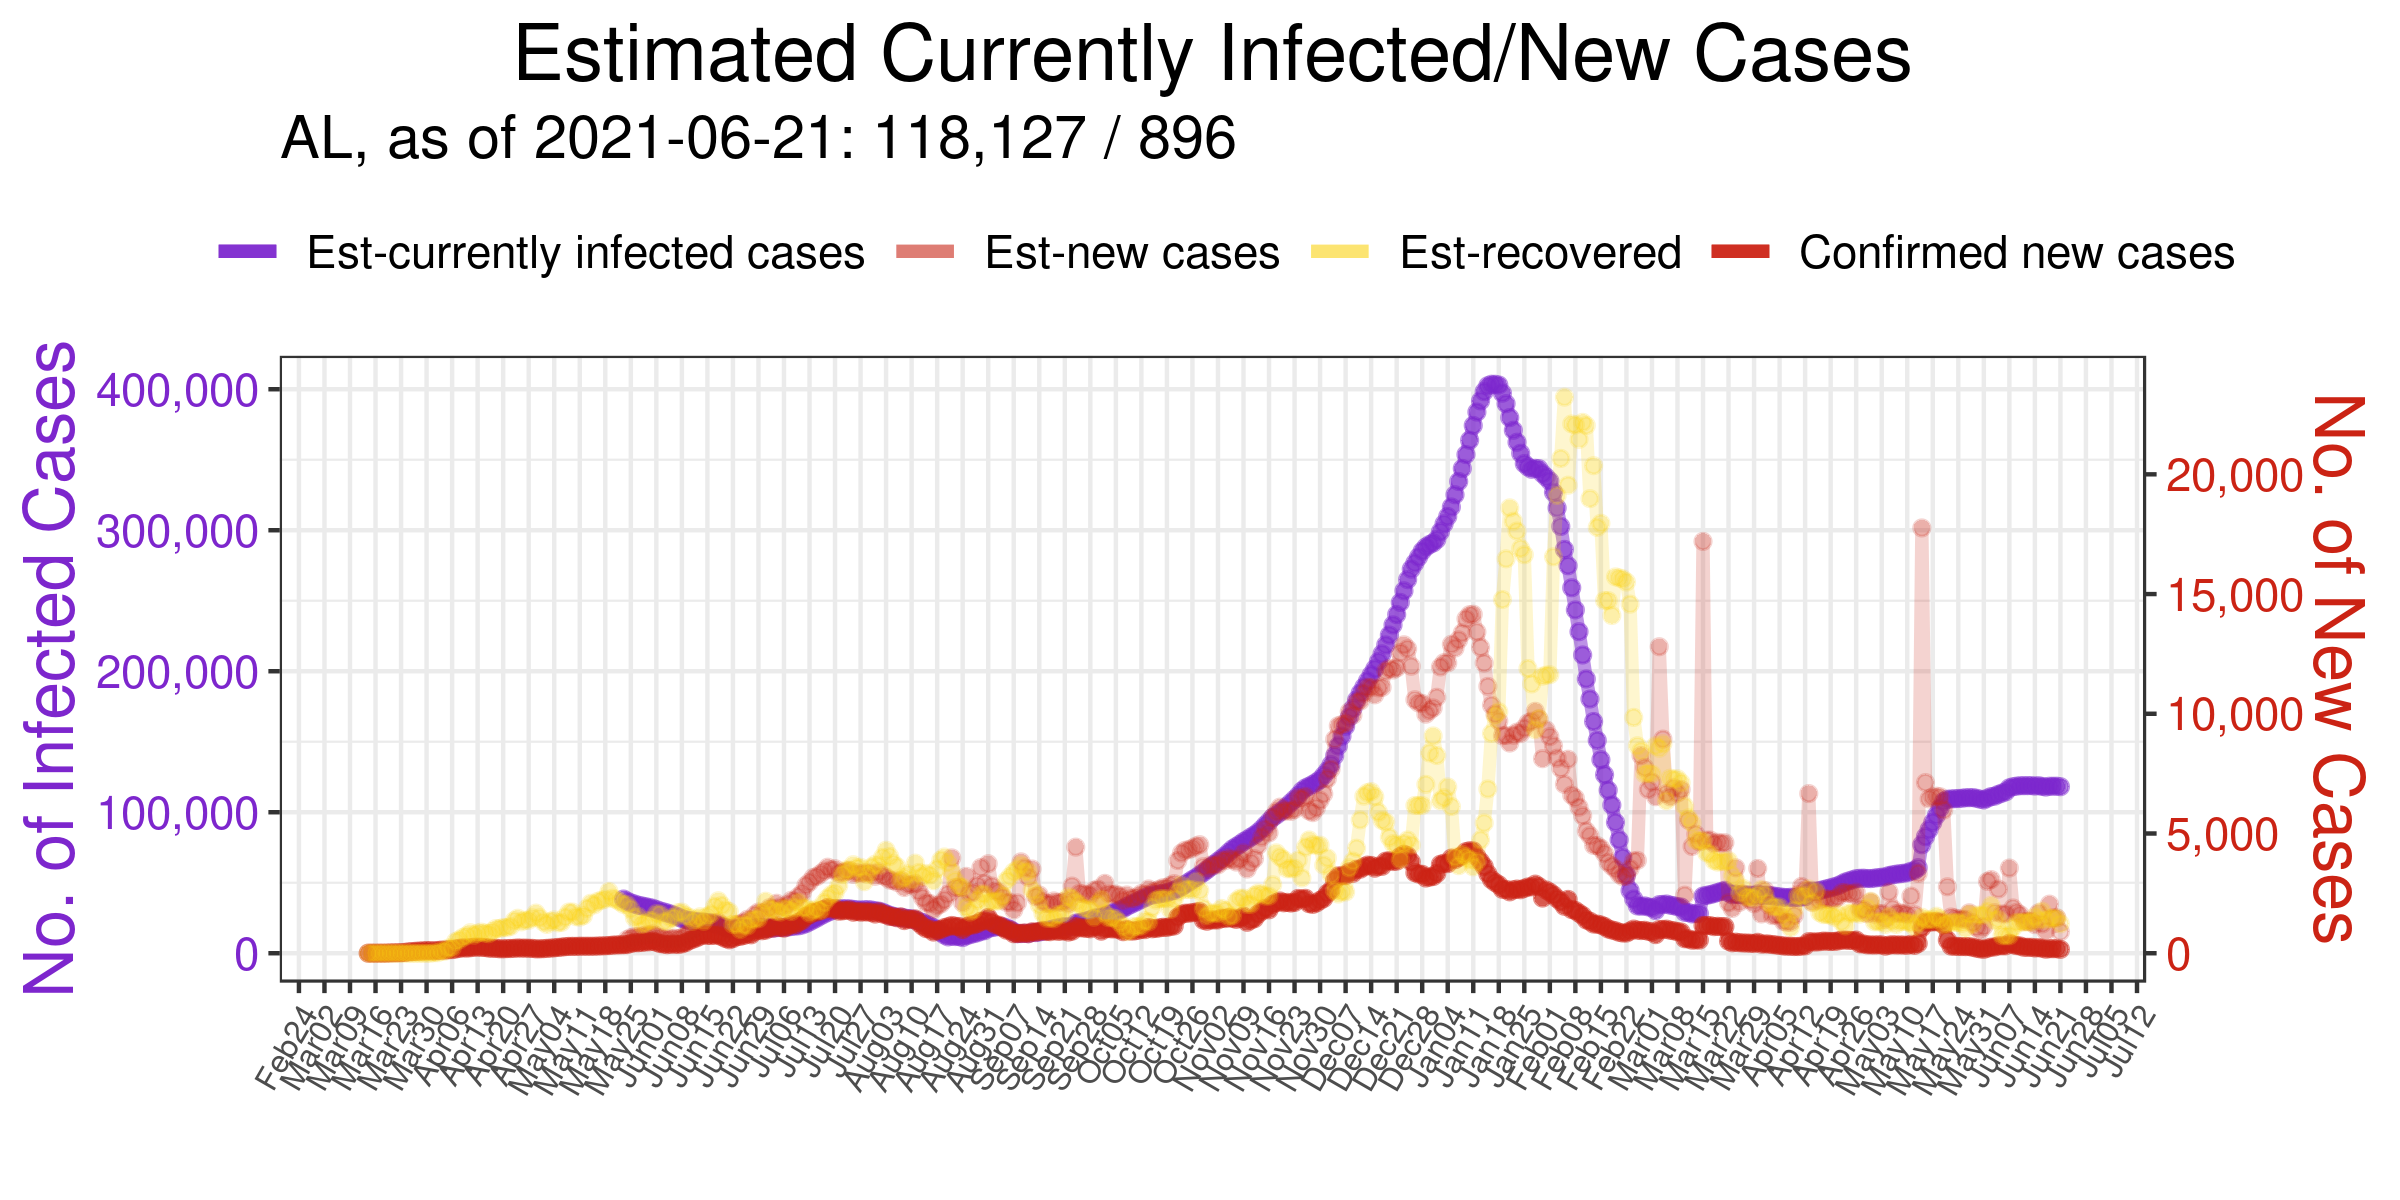 Estimated Currently Infected/New Cases
AL, as of 2021-06-21: 118,127 / 896
Est-currently infected cases
Est-new cases
Est-recovered
Confirmed new cases
No. of Infected Cases
400,000
300,000
200,000
100,000
0
No. of New Cases
20,000
15,000
10,000
5,000
0
Feb24
Mar02
Mar09
Mar16
Mar23
Mar30
Apr06
Apr13
Apr20
Apr27
May04
May11
May18
May25
Jun01
Jun08
Jun15
Jun22
Jun29
Jul06
Jul13
Jul20
Jul27
Aug03
Aug10
Aug17
Aug24
Aug31
Sep07
Sep14
Sep21
Sep28
Oct05
Oct12
Oct19
Oct26
Nov02
Nov09
Nov16
Nov23
Nov30
Dec07
Dec14
Dec21
Dec28
Jan04
Jan11
Jan18
Jan25
Feb01
Feb08
Feb15
Feb22
Mar01
Mar08
Mar15
Mar22
Mar29
Apr05
Apr12
Apr19
Apr26
May03
May10
May17
May24
May31
Jun07
Jun14
Jun21
Jun28
Jul05
Jul12